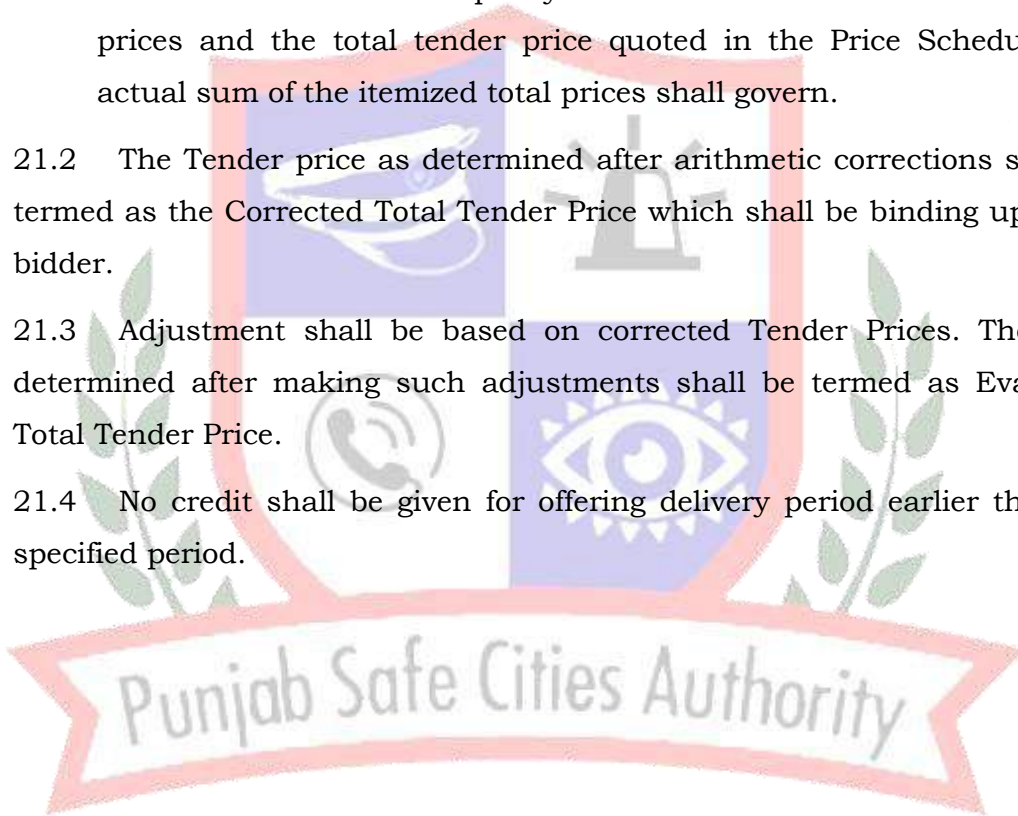 prices and the total tender price quoted in the Price Schedu
actual sum of the itemized total prices shall govern.
21.2 The Tender price as determined after arithmetic corrections s
termed as the Corrected Total Tender Price which shall be binding up
bidder.
21.3 Adjustment shall be based on corrected Tender Prices. The
determined after making such adjustments shall be termed as Eva
Total Tender Price.
21.4 No credit shall be given for offering delivery period earlier th
specified period.
Punjab Safe Cities Authority